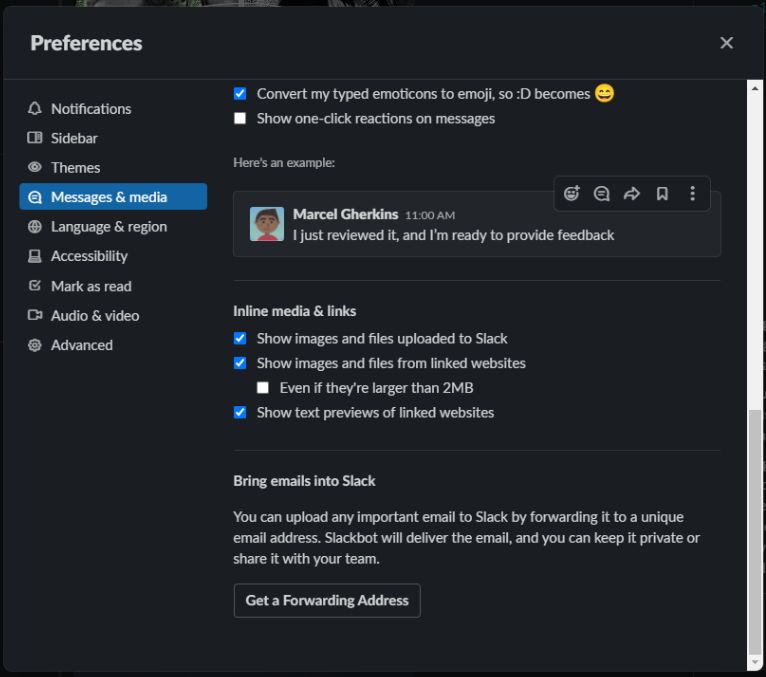 Preferences
Notifications
Sidebar
Themes
Messages & media
Language & region
Accessibility
Mark as read
Audio & video
Advanced
Convert my typed emoticons to emoji, so :D becomes 😄
Show one-click reactions on messages
Here's an example:
Marcel Gherkins 11:00 AM
I just reviewed it, and I'm ready to provide feedback
Inline media & links
Show images and files uploaded to Slack
Show images and files from linked websites
Even if they're larger than 2MB
Show text previews of linked websites
Bring emails into Slack
You can upload any important email to Slack by forwarding it to a unique
email address. Slackbot will deliver the email, and you can keep it private or
share it with your team.
Get a Forwarding Address